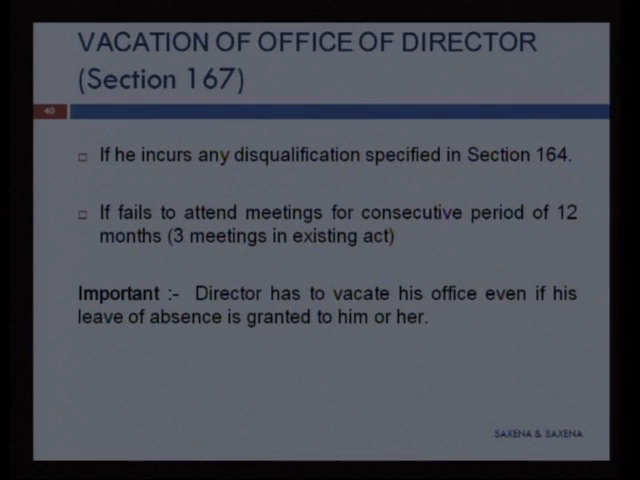 VACATION OF OFFICE OF DIRECTOR
(Section 167)
40
□ If he incurs any disqualification specified in Section 164.
□ If fails to attend meetings for consecutive period of 12
months (3 meetings in existing act)
Important :- Director has to vacate his office even if his
leave of absence is granted to him or her.
SAXENA & SAXENA